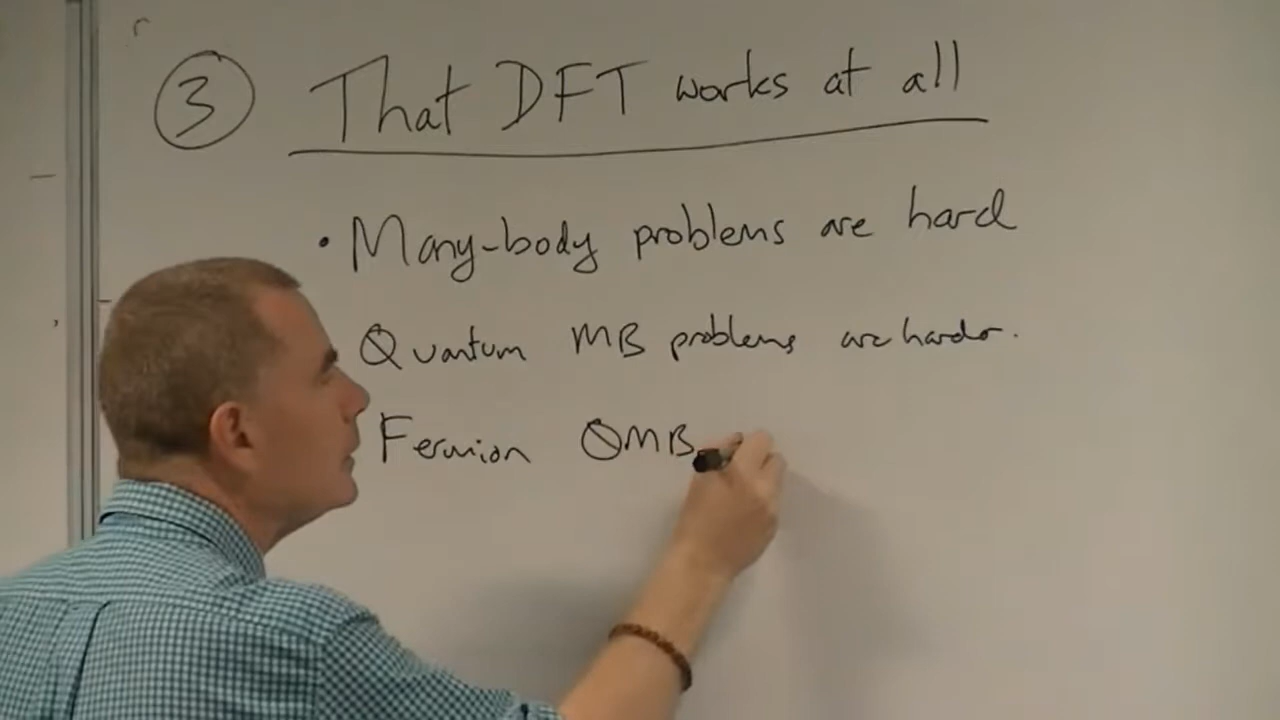 ③ That DFT works at all
• Many-body problems are hard
Quantum MB problems are harder.
Fermion QMB